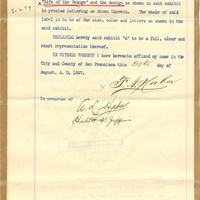 "Life of the Grange" and the design as shown in said exhibit
in precise lettering as shown therein. The whole of said
label is to be of the size, color and letters as shown in the
said exhibit.
DECLARING hereby said exhibit "A" to be a full, clear and
exact representation thereof.
IN WITNESS WHEREOF I have hereunto affixed my name in the
City and County of San Francisco this day of
August, A. D. 1897.
In presence of